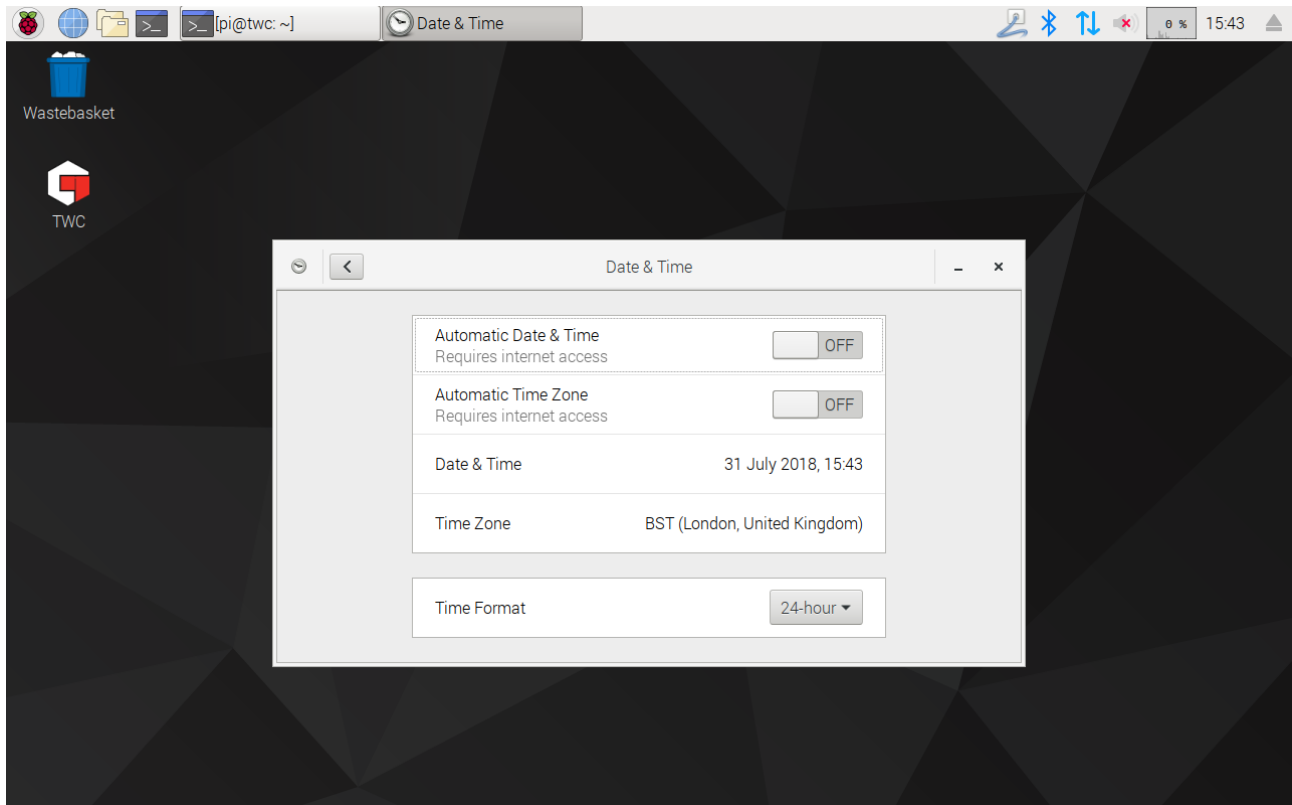 [pi@twc: ~]
Date & Time
0 %
15:43
Wastebasket
TWC
Date & Time
Automatic Date & Time
Requires internet access
OFF
Automatic Time Zone
Requires internet access
OFF
Date & Time
31 July 2018, 15:43
Time Zone
BST (London, United Kingdom)
Time Format
24-hour